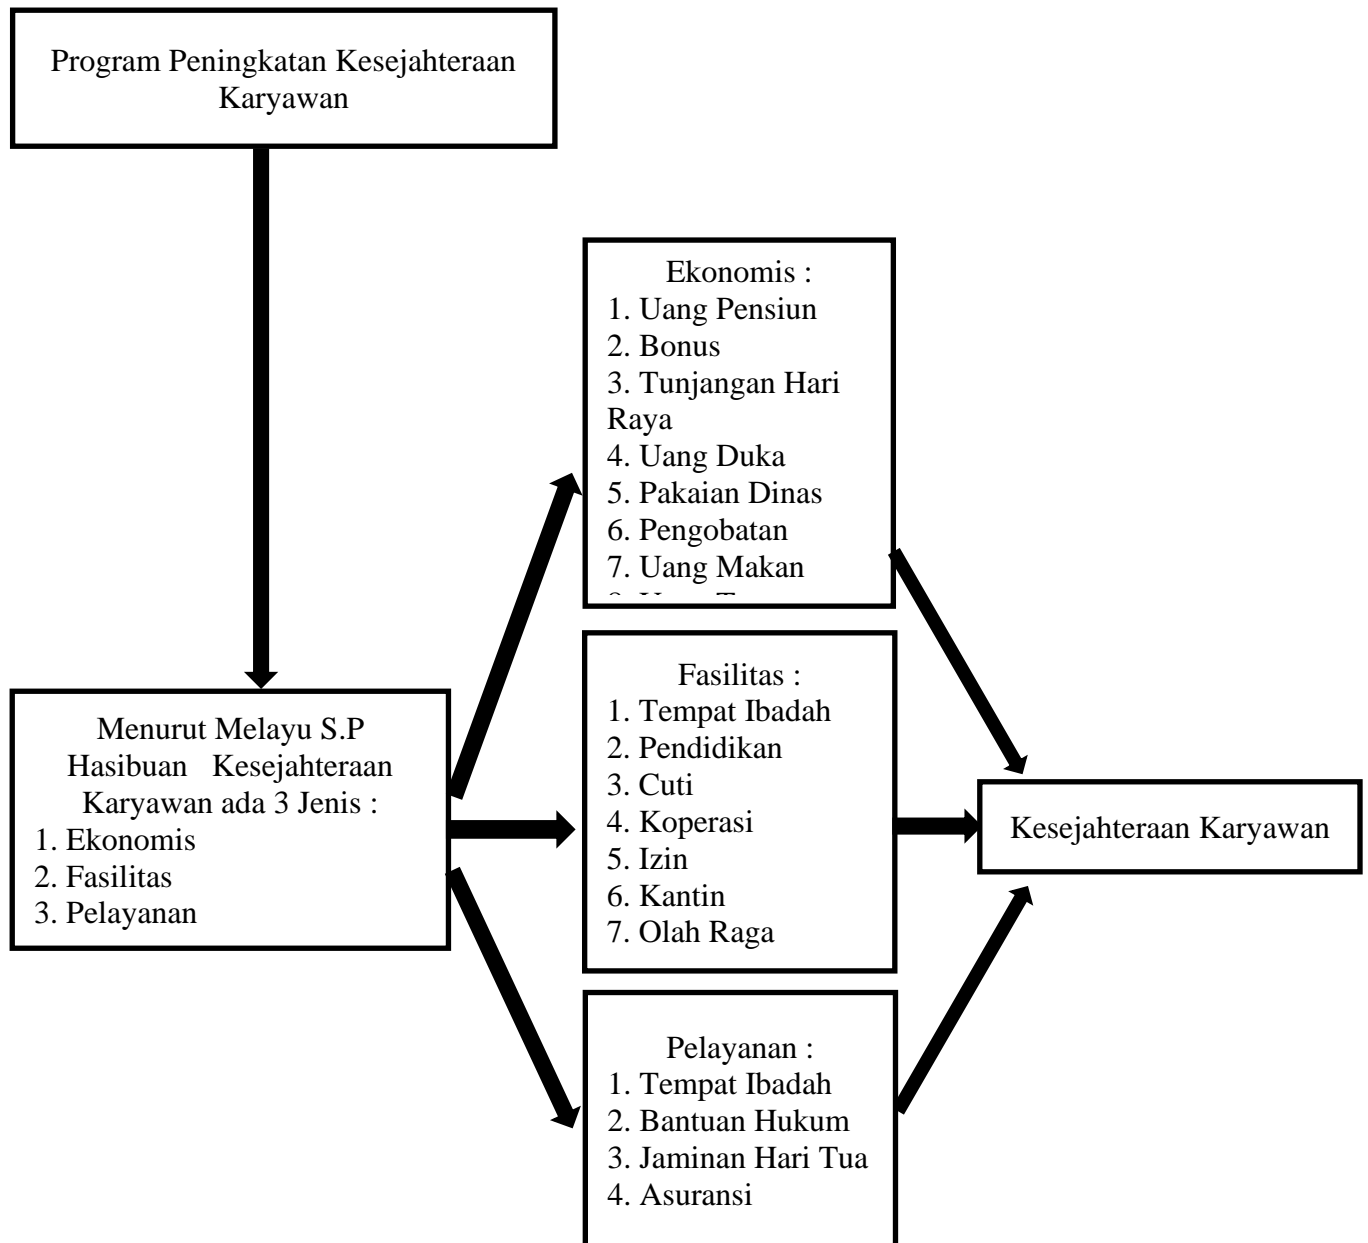 Program Peningkatan Kesejahteraan
Karyawan
Ekonomis :
1. Uang Pensiun
2. Bonus
3. Tunjangan Hari
Raya
4. Uang Duka
5. Pakaian Dinas
6. Pengobatan
7. Uang Makan
Menurut Melayu S.P
Hasibuan Kesejahteraan
Karyawan ada 3 Jenis :
1. Ekonomis
2. Fasilitas
3. Pelayanan
Fasilitas :
1. Tempat Ibadah
2. Pendidikan
3. Cuti
4. Koperasi
5. Izin
6. Kantin
7. Olah Raga
Pelayanan :
1. Tempat Ibadah
2. Bantuan Hukum
3. Jaminan Hari Tua
4. Asuransi
Kesejahteraan Karyawan